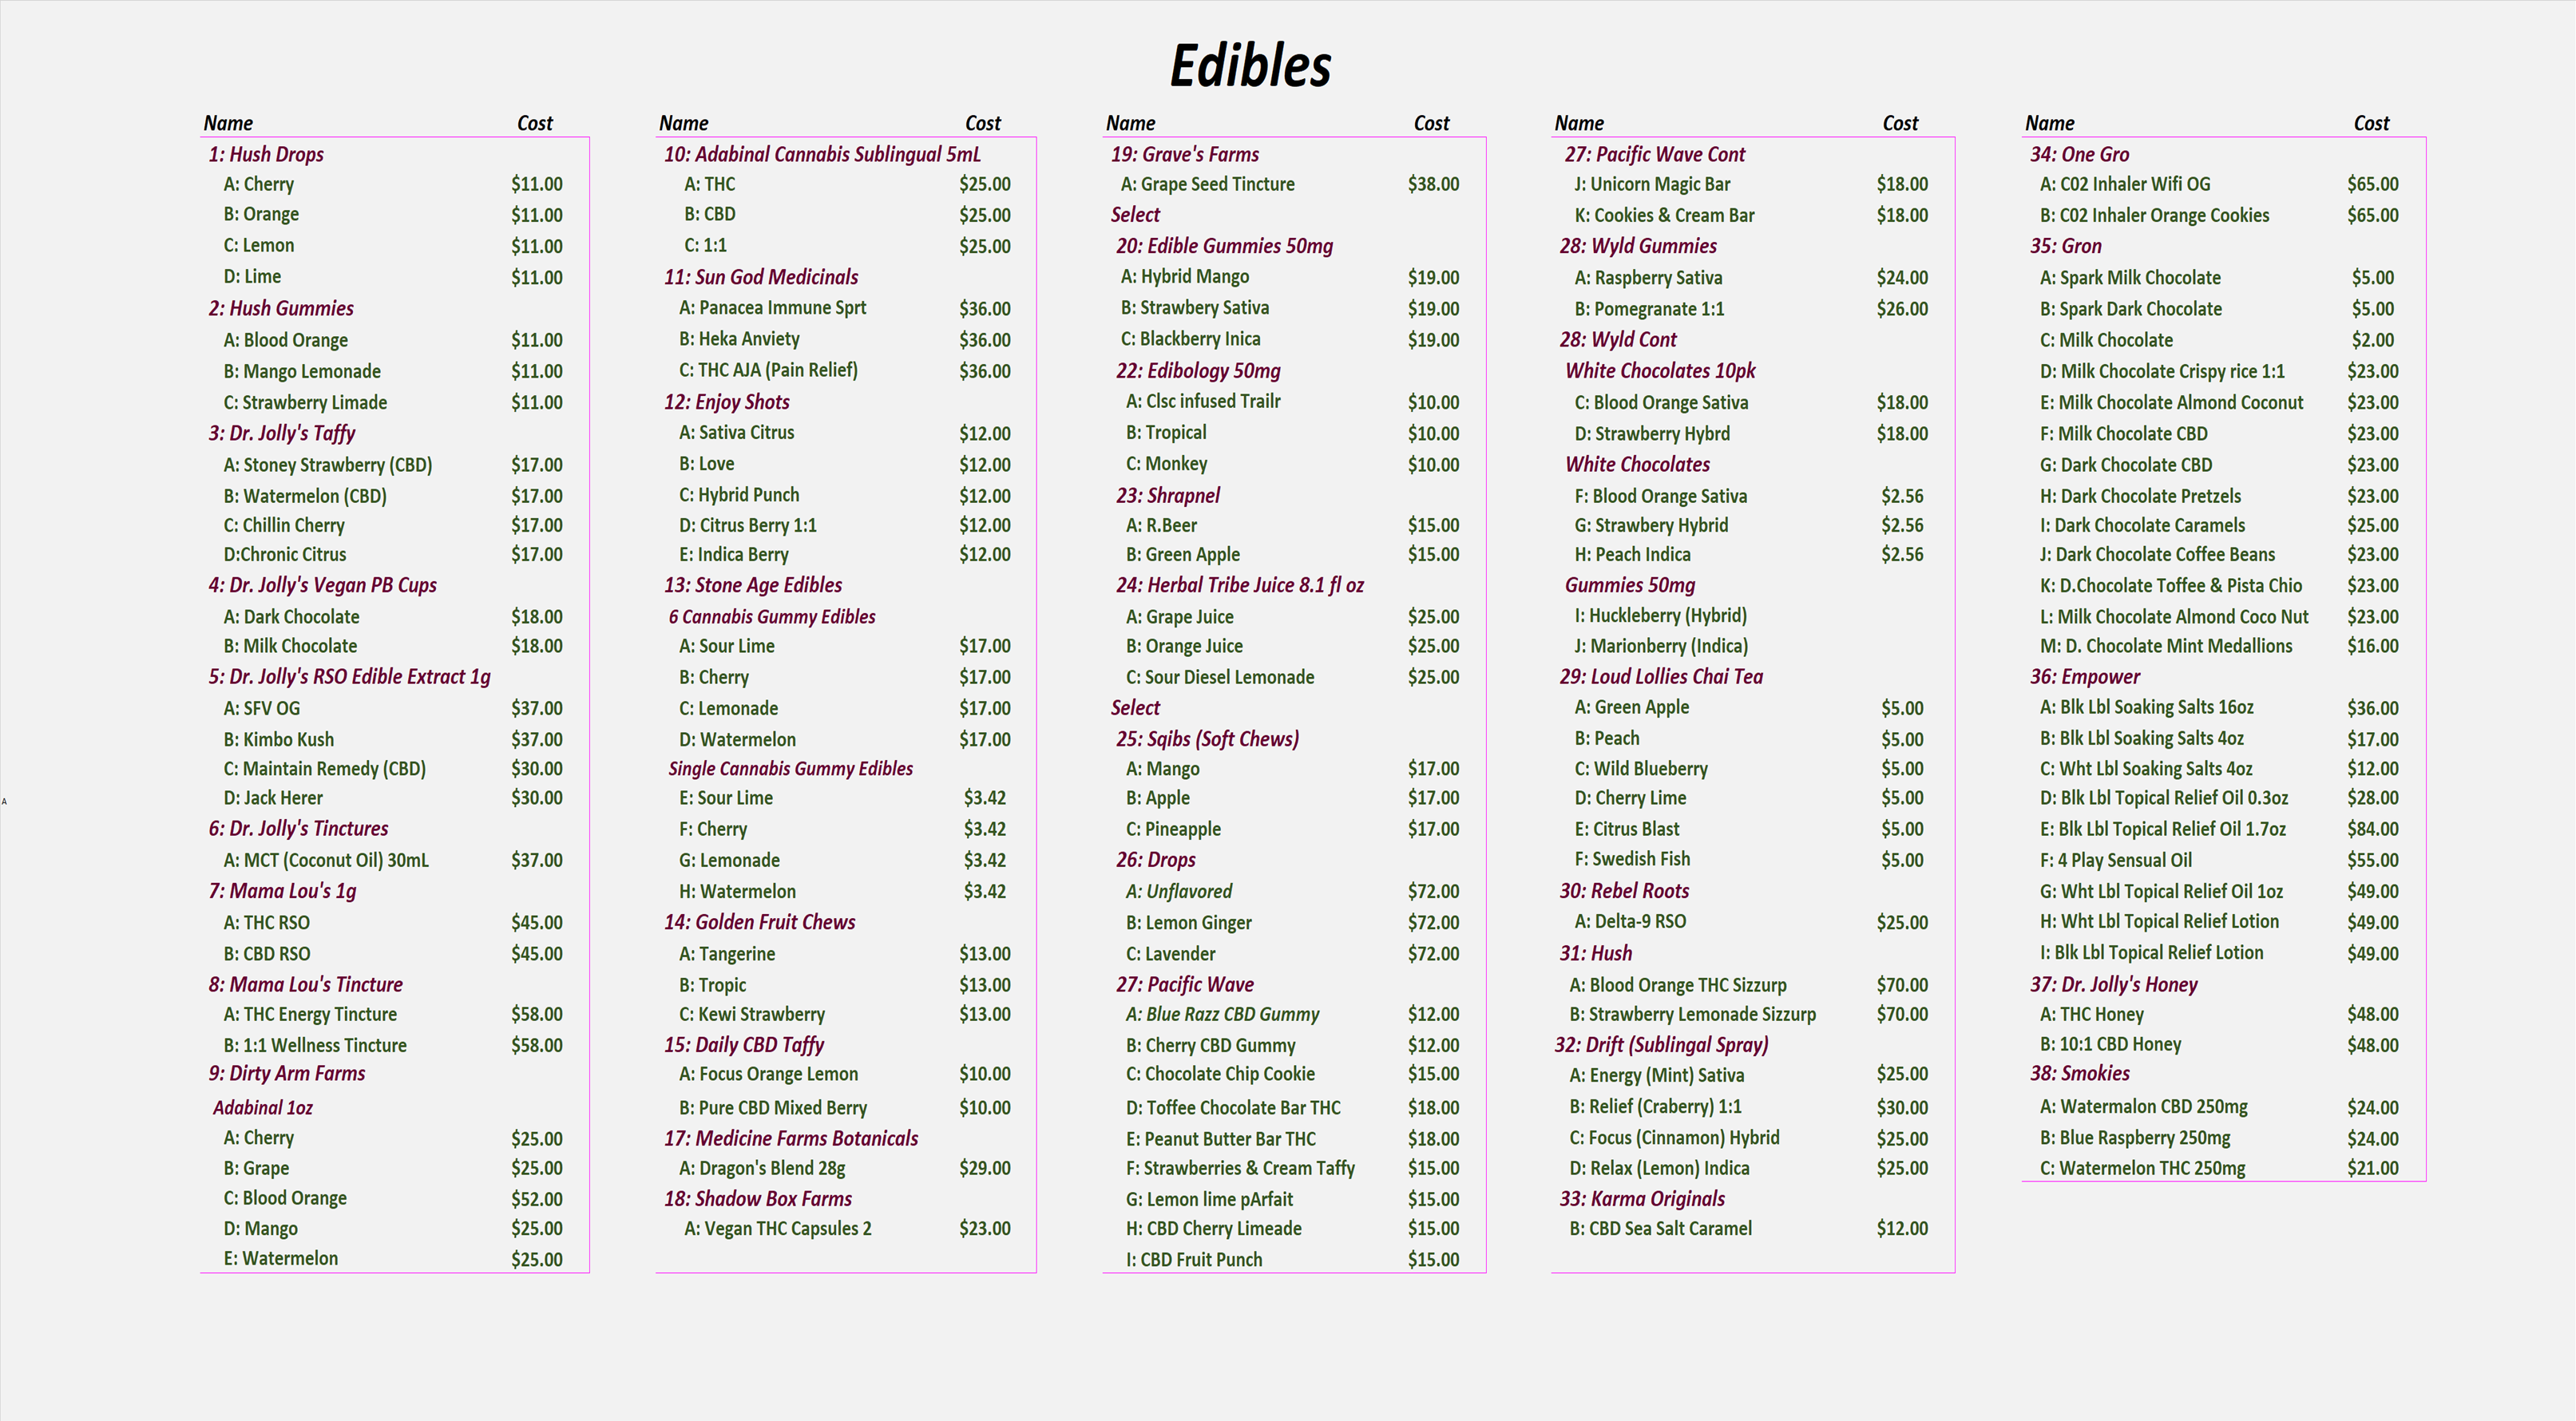 Edibles
Name Cost
1: Hush Drops
A: Cherry $11.00
B: Orange $11.00
C: Lemon $11.00
D: Lime $11.00
2: Hush Gummies
A: Blood Orange $11.00
B: Mango Lemonade $11.00
C: Strawberry Limade $11.00
3: Dr. Jolly's Taffy
A: Stoney Strawberry (CBD) $17.00
B: Watermelon (CBD) $17.00
C: Chillin Cherry $17.00
D:Chronic Citrus $17.00
4: Dr. Jolly's Vegan PB Cups
A: Dark Chocolate $18.00
B: Milk Chocolate $18.00
5: Dr. Jolly's RSO Edible Extract 1g
A: SFV OG $37.00
B: Kimbo Kush $37.00
C: Maintain Remedy (CBD) $30.00
D: Jack Herer $30.00
6: Dr. Jolly's Tinctures
A: MCT (Coconut Oil) 30mL $37.00
7: Mama Lou's 1g
A: THC RSO $45.00
B: CBD RSO $45.00
8: Mama Lou's Tincture
A: THC Energy Tincture $58.00
B: 1:1 Wellness Tincture $58.00
9: Dirty Arm Farms
Adabinal 1oz
A: Cherry $25.00
B: Grape $25.00
C: Blood Orange $52.00
D: Mango $25.00
E: Watermelon $25.00
Name Cost
10: Adabinal Cannabis Sublingual 5mL
A: THC $25.00
B: CBD $25.00
C: 1:1 $25.00
11: Sun God Medicinals
A: Panacea Immune Sprt $36.00
B: Heka Anviety $36.00
C: THC AJA (Pain Relief) $36.00
12: Enjoy Shots
A: Sativa Citrus $12.00
B: Love $12.00
C: Hybrid Punch $12.00
D: Citrus Berry 1:1 $12.00
E: Indica Berry $12.00
13: Stone Age Edibles
6 Cannabis Gummy Edibles
A: Sour Lime $17.00
B: Cherry $17.00
C: Lemonade $17.00
D: Watermelon $17.00
Single Cannabis Gummy Edibles
E: Sour Lime $3.42
F: Cherry $3.42
G: Lemonade $3.42
H: Watermelon $3.42
14: Golden Fruit Chews
A: Tangerine $13.00
B: Tropic $13.00
C: Kewi Strawberry $13.00
15: Daily CBD Taffy
A: Focus Orange Lemon $10.00
B: Pure CBD Mixed Berry $10.00
17: Medicine Farms Botanicals
A: Dragon's Blend 28g $29.00
18: Shadow Box Farms
A: Vegan THC Capsules 2 $23.00
Name Cost
19: Grave's Farms
A: Grape Seed Tincture $38.00
Select
20: Edible Gummies 50mg
A: Hybrid Mango $19.00
B: Strawbery Sativa $19.00
C: Blackberry Inica $19.00
22: Edibology 50mg
A: Clsc infused Trailr $10.00
B: Tropical $10.00
C: Monkey $10.00
23: Shrapnel
A: R.Beer $15.00
B: Green Apple $15.00
24: Herbal Tribe Juice 8.1 fl oz
A: Grape Juice $25.00
B: Orange Juice $25.00
C: Sour Diesel Lemonade $25.00
Select
25: Sqibs (Soft Chews)
A: Mango $17.00
B: Apple $17.00
C: Pineapple $17.00
26: Drops
A: Unflavored $72.00
B: Lemon Ginger $72.00
C: Lavender $72.00
27: Pacific Wave
A: Blue Razz CBD Gummy $12.00
B: Cherry CBD Gummy $12.00
C: Chocolate Chip Cookie $15.00
D: Toffee Chocolate Bar THC $18.00
E: Peanut Butter Bar THC $18.00
F: Strawberries & Cream Taffy $15.00
G: Lemon lime pArfait $15.00
H: CBD Cherry Limeade $15.00
I: CBD Fruit Punch $15.00
Name Cost
27: Pacific Wave Cont
J: Unicorn Magic Bar $18.00
K: Cookies & Cream Bar $18.00
28: Wyld Gummies
A: Raspberry Sativa $24.00
B: Pomegranate 1:1 $26.00
28: Wyld Cont
White Chocolates 10pk
C: Blood Orange Sativa $18.00
D: Strawberry Hybrd $18.00
White Chocolates
F: Blood Orange Sativa $2.56
G: Strawbery Hybrid $2.56
H: Peach Indica $2.56
Gummies 50mg
I: Huckleberry (Hybrid)
J: Marionberry (Indica)
29: Loud Lollies Chai Tea
A: Green Apple $5.00
B: Peach $5.00
C: Wild Blueberry $5.00
D: Cherry Lime $5.00
E: Citrus Blast $5.00
F: Swedish Fish $5.00
30: Rebel Roots
A: Delta-9 RSO $25.00
31: Hush
A: Blood Orange THC Sizzurp $70.00
B: Strawberry Lemonade Sizzurp $70.00
32: Drift (Sublingal Spray)
A: Energy (Mint) Sativa $25.00
B: Relief (Craberry) 1:1 $30.00
C: Focus (Cinnamon) Hybrid $25.00
D: Relax (Lemon) Indica $25.00
33: Karma Originals
B: CBD Sea Salt Caramel $12.00
Name Cost
34: One Gro
A: C02 Inhaler Wifi OG $65.00
B: C02 Inhaler Orange Cookies $65.00
35: Gron
A: Spark Milk Chocolate $5.00
B: Spark Dark Chocolate $5.00
C: Milk Chocolate $2.00
D: Milk Chocolate Crispy rice 1:1 $23.00
E: Milk Chocolate Almond Coconut $23.00
F: Milk Chocolate CBD $23.00
G: Dark Chocolate CBD $23.00
H: Dark Chocolate Pretzels $23.00
I: Dark Chocolate Caramels $25.00
J: Dark Chocolate Coffee Beans $23.00
K: D.Chocolate Toffee & Pista Chio $23.00
L: Milk Chocolate Almond Coco Nut $23.00
M: D. Chocolate Mint Medallions $16.00
36: Empower
A: Blk Lbl Soaking Salts 16oz $36.00
B: Blk Lbl Soaking Salts 4oz $17.00
C: Wht Lbl Soaking Salts 4oz $12.00
D: Blk Lbl Topical Relief Oil 0.3oz $28.00
E: Blk Lbl Topical Relief Oil 1.7oz $84.00
F: 4 Play Sensual Oil $55.00
G: Wht Lbl Topical Relief Oil 1oz $49.00
H: Wht Lbl Topical Relief Lotion $49.00
I: Blk Lbl Topical Relief Lotion $49.00
37: Dr. Jolly's Honey
A: THC Honey $48.00
B: 10:1 CBD Honey $48.00
38: Smokies
A: Watermalon CBD 250mg $24.00
B: Blue Raspberry 250mg $24.00
C: Watermelon THC 250mg $21.00
A